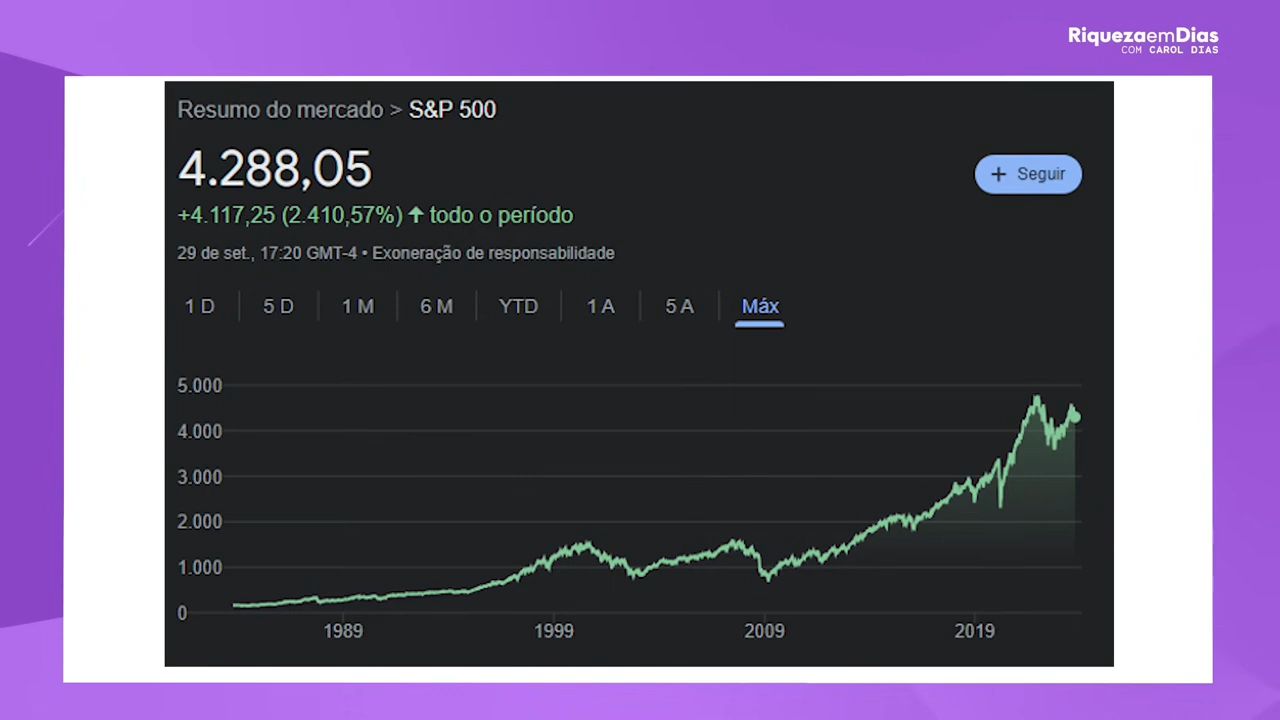 RiquezaemDias
COM CAROL DIAS
Resumo do mercado > S&P 500
4.288,05
+ Seguir
+4.117,25 (2.410,57%) ↑ todo o período
29 de set., 17:20 GMT-4 • Exoneração de responsabilidade
1 D 5 D 1 M 6 M YTD 1 A 5 A Máx
5.000
4.000
3.000
2.000
1.000
0
1989 1999 2009 2019